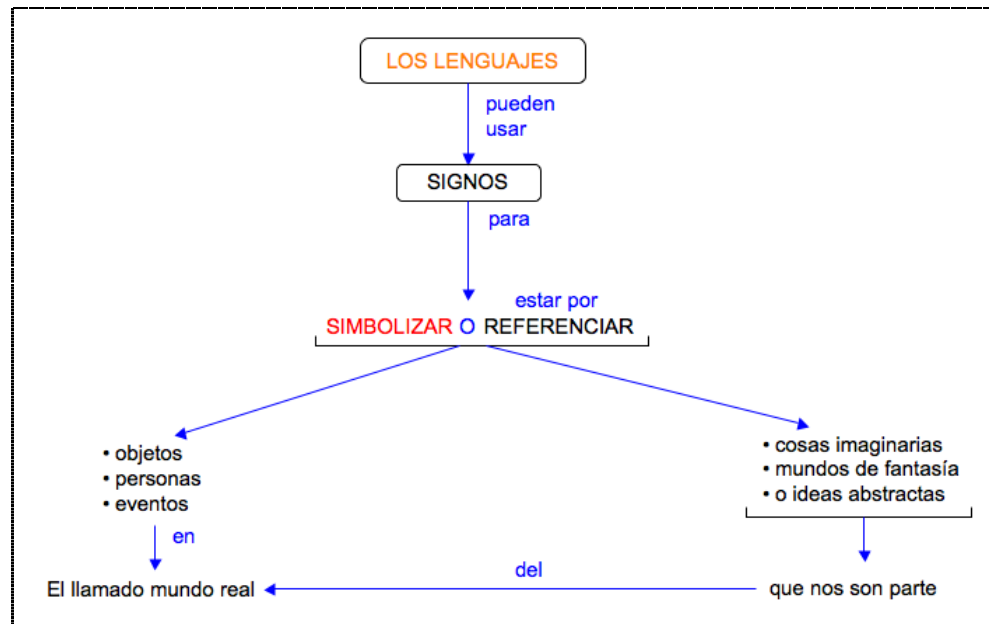 LOS LENGUAJES
pueden
usar
SIGNOS
para
estar por
SIMBOLIZAR O REFERENCIAR
• objetos
• personas
• eventos
• cosas imaginarias
• mundos de fantasía
• o ideas abstractas
en
del
El llamado mundo real
que nos son parte